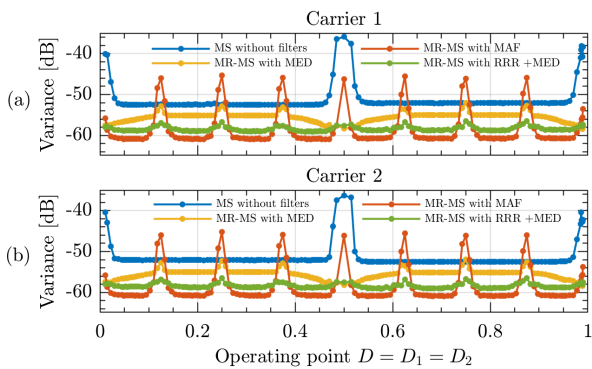 Carrier 1
Variance [dB]
-40
-50
-60
MS without filters
MR-MS with MAF
MR-MS with MED
MR-MS with RRR +MED
(a)
Carrier 2
Variance [dB]
-40
-50
-60
MS without filters
MR-MS with MAF
MR-MS with MED
MR-MS with RRR +MED
(b)
0 0.2 0.4 0.6 0.8 1
Operating point D = D₁ = D₂